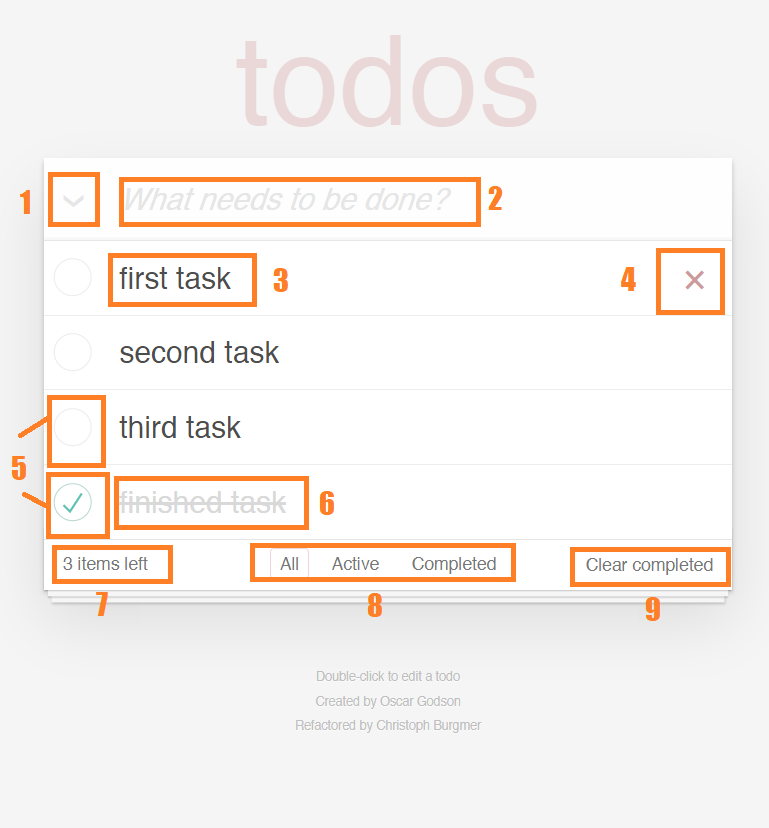 todos
1 What needs to be done? 2
first task 3 4
second task
third task
5
finished task 6
3 items left All Active Completed Clear completed
7 8 9
Double-click to edit a todo
Created by Oscar Godson
Refactored by Christoph Burgmer